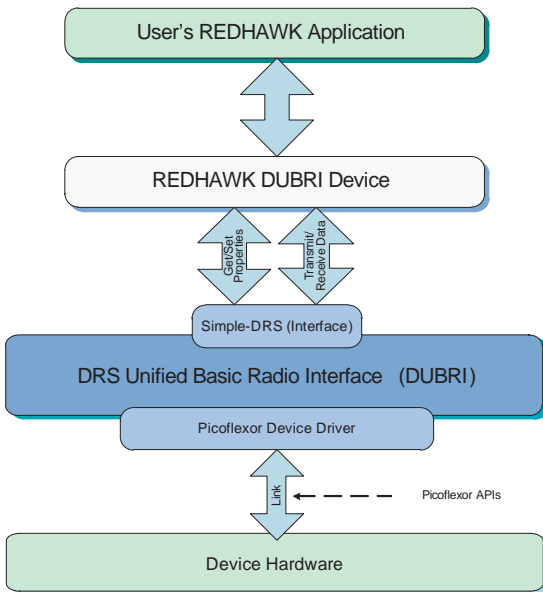 User's REDHAWK Application
REDHAWK DUBRI Device
Get/Set
Properties
Transmit/
Receive Data
Simple-DRS (Interface)
DRS Unified Basic Radio Interface (DUBRI)
Picoflexor Device Driver
Link
Picoflexor APIs
Device Hardware